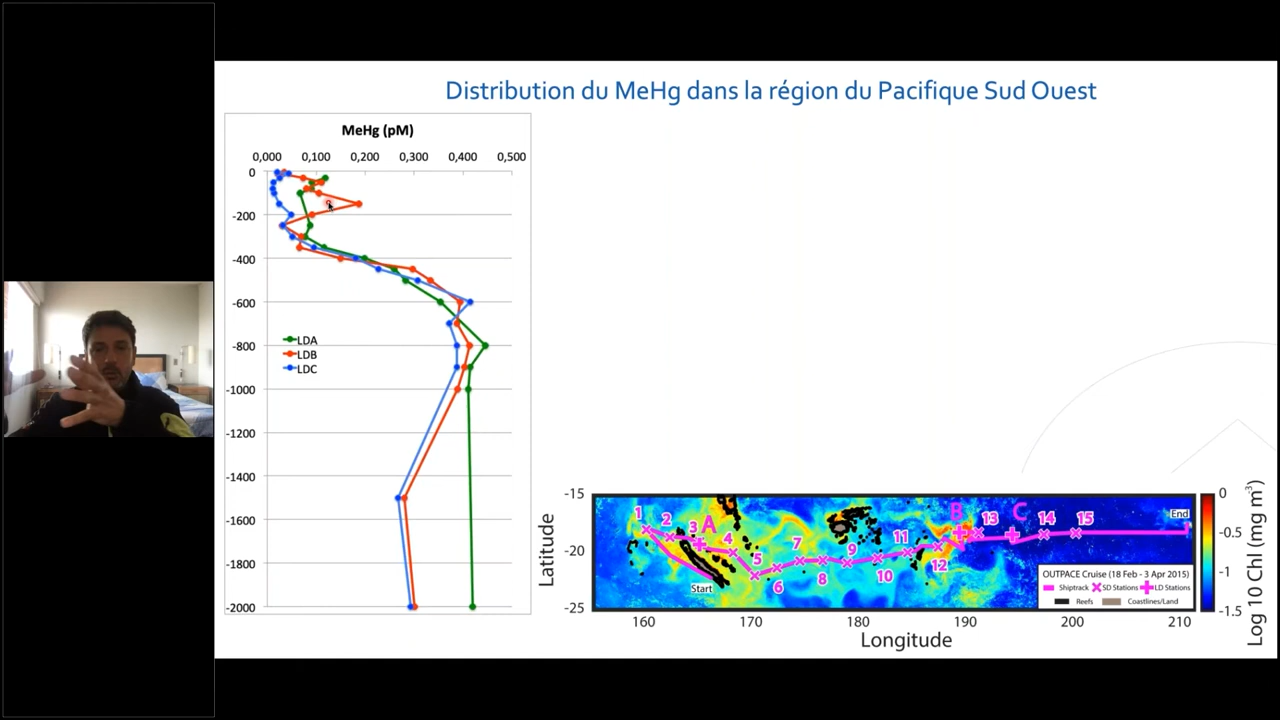 Distribution du MeHg dans la région du Pacifique Sud Ouest
MeHg (pM)
0,000 0,100 0,200 0,300 0,400 0,500
0
-200
-400
-600
-800
-1000
-1200
-1400
-1600
-1800
-2000
LDA
LDB
LDC
Latitude
-15
-20
-25
1 2 3 A 4 5 6 7 8 9 10 11 12 B 13 C 14 15
Start
End
OUTPACE Cruise (18 Feb - 3 Apr 2015)
Shiptrack SD Stations LD Stations
Reefs Coastlines/Land
160 170 180 190 200 210
Longitude
0
-0.5
-1
-1.5
Log 10 Chl (mg m³)